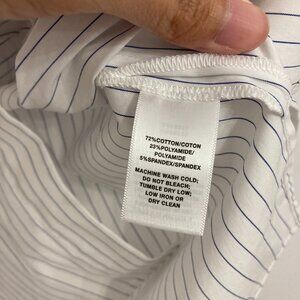 72%COTTON/COTON
23%POLYAMIDE/
POLYAMIDE
5%SPANDEX/SPANDEX
MACHINE WASH COLD;
DO NOT BLEACH;
TUMBLE DRY LOW;
LOW IRON OR
DRY CLEAN